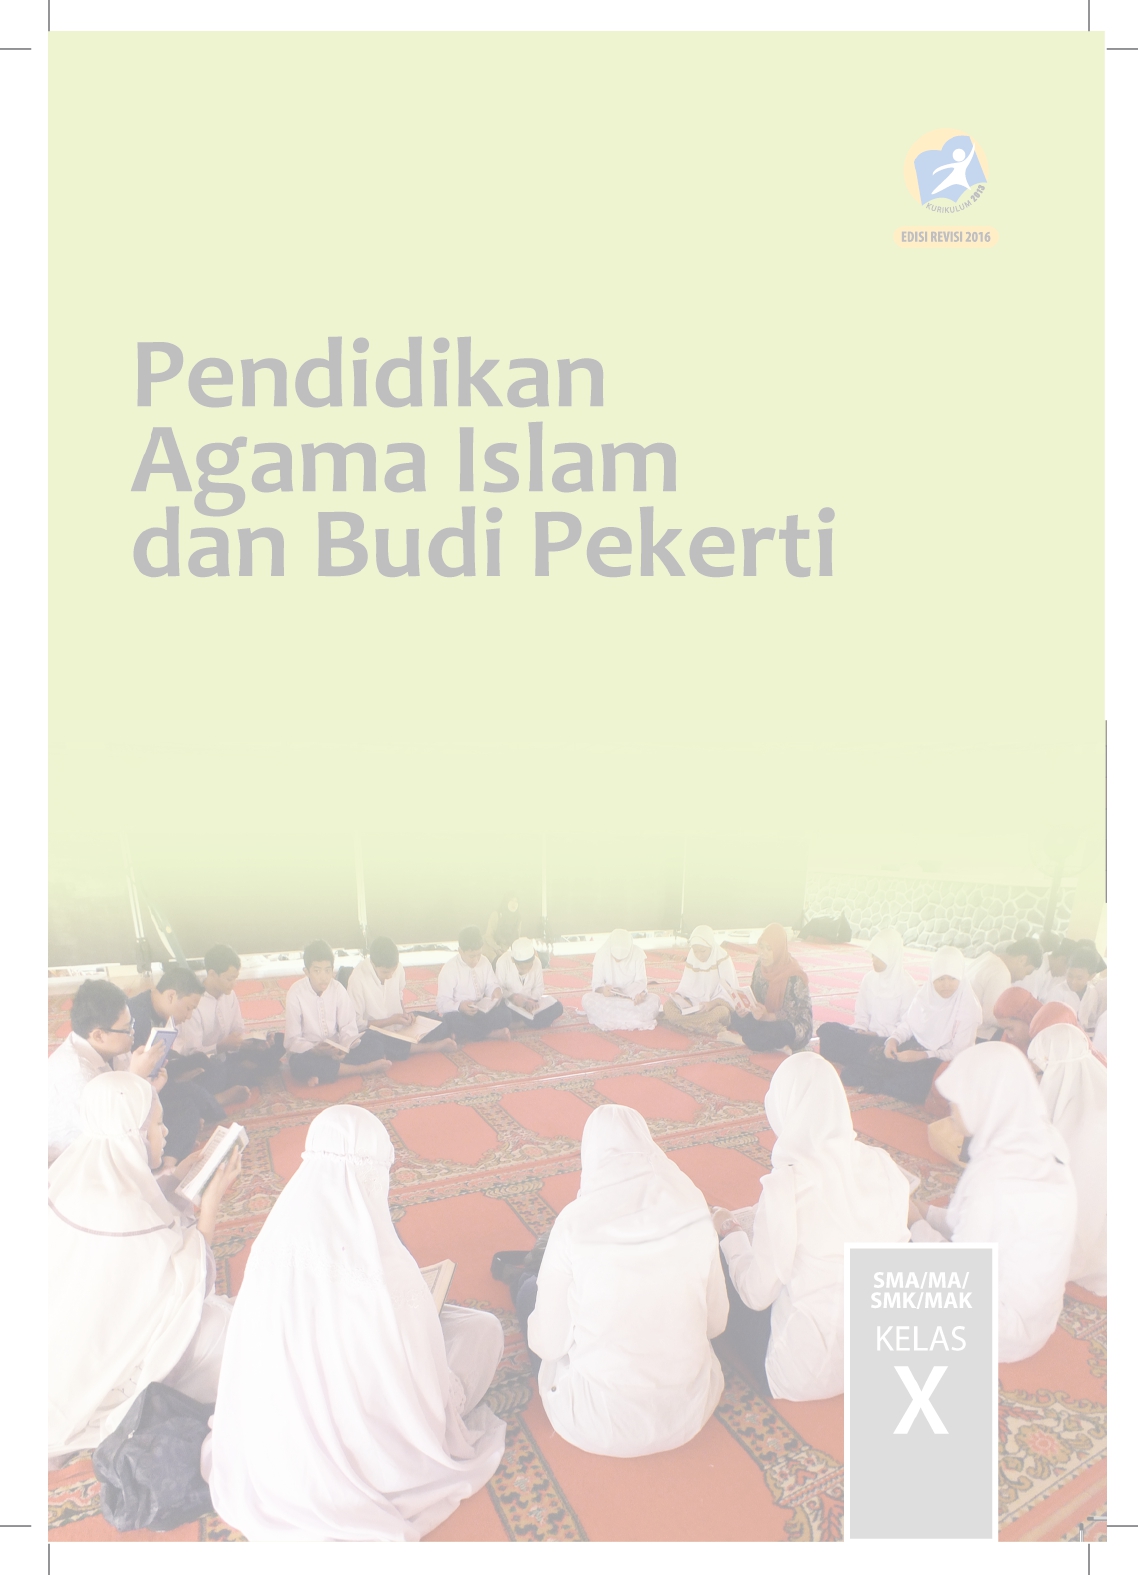 KURIKULUM 2013
EDISI REVISI 2016
Pendidikan
Agama Islam
dan Budi Pekerti
SMA/MA/
SMK/MAK
KELAS
X